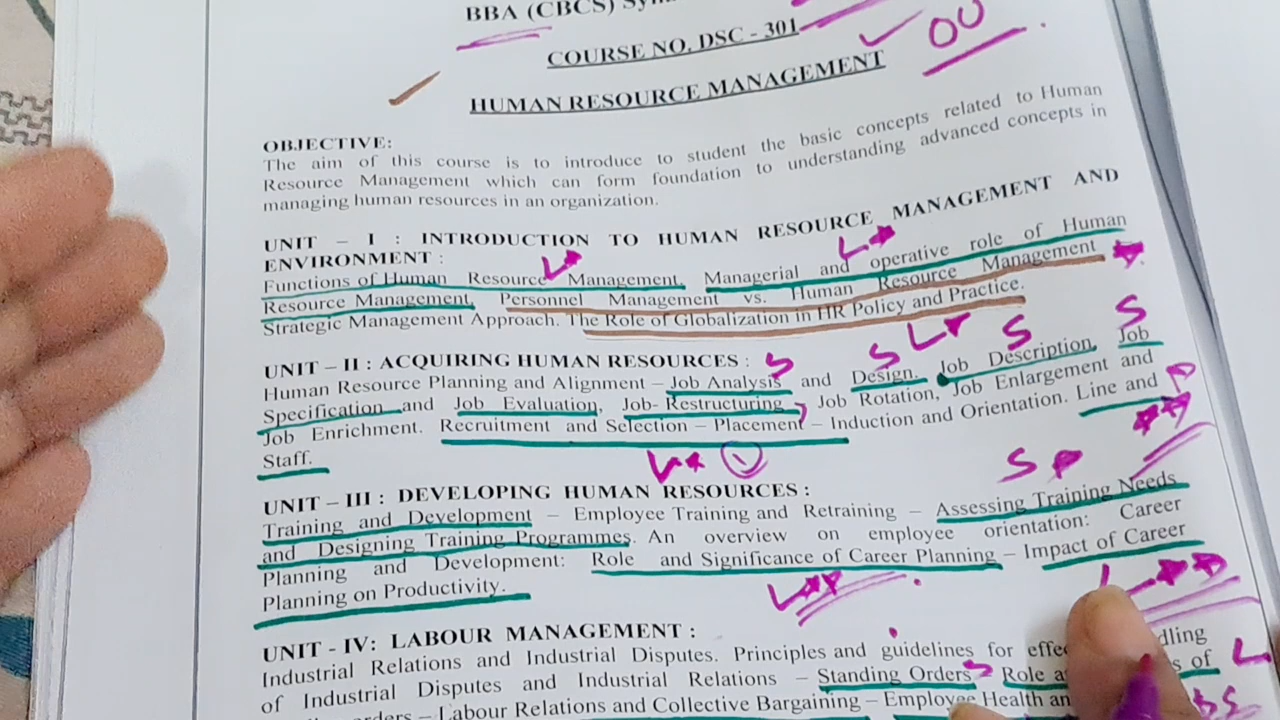 BBA (CBCS)
COURSE NO. DSC - 301
OU
HUMAN RESOURCE MANAGEMENT
OBJECTIVE:
The aim of this course is to introduce to student the basic concepts related to Human
Resource Management which can form foundation to understanding advanced concepts in
managing human resources in an organization.
UNIT – I : INTRODUCTION TO HUMAN RESOURCE MANAGEMENT AND
ENVIRONMENT :
L
L
Functions of Human Resource Management. Managerial and operative role of Human
Resource Management. Personnel Management vs. Human Resource Management
Strategic Management Approach. The Role of Globalization in HR Policy and Practice.
S
S
L
S
S
UNIT – II : ACQUIRING HUMAN RESOURCES :
Human Resource Planning and Alignment – Job Analysis and Design. Job Description, Job
Specification and Job Evaluation, Job- Restructuring, Job Rotation, Job Enlargement and
Job Enrichment. Recruitment and Selection – Placement – Induction and Orientation. Line and
Staff.
L
S
UNIT – III : DEVELOPING HUMAN RESOURCES :
Training and Development – Employee Training and Retraining – Assessing Training Needs
and Designing Training Programmes. An overview on employee orientation: Career
Planning and Development: Role and Significance of Career Planning – Impact of Career
Planning on Productivity.
L
L
UNIT - IV: LABOUR MANAGEMENT :
Industrial Relations and Industrial Disputes. Principles and guidelines for
of Industrial Disputes and Industrial Relations – Standing Orders S Role of L
– Labour Relations and Collective Bargaining – Employee Health